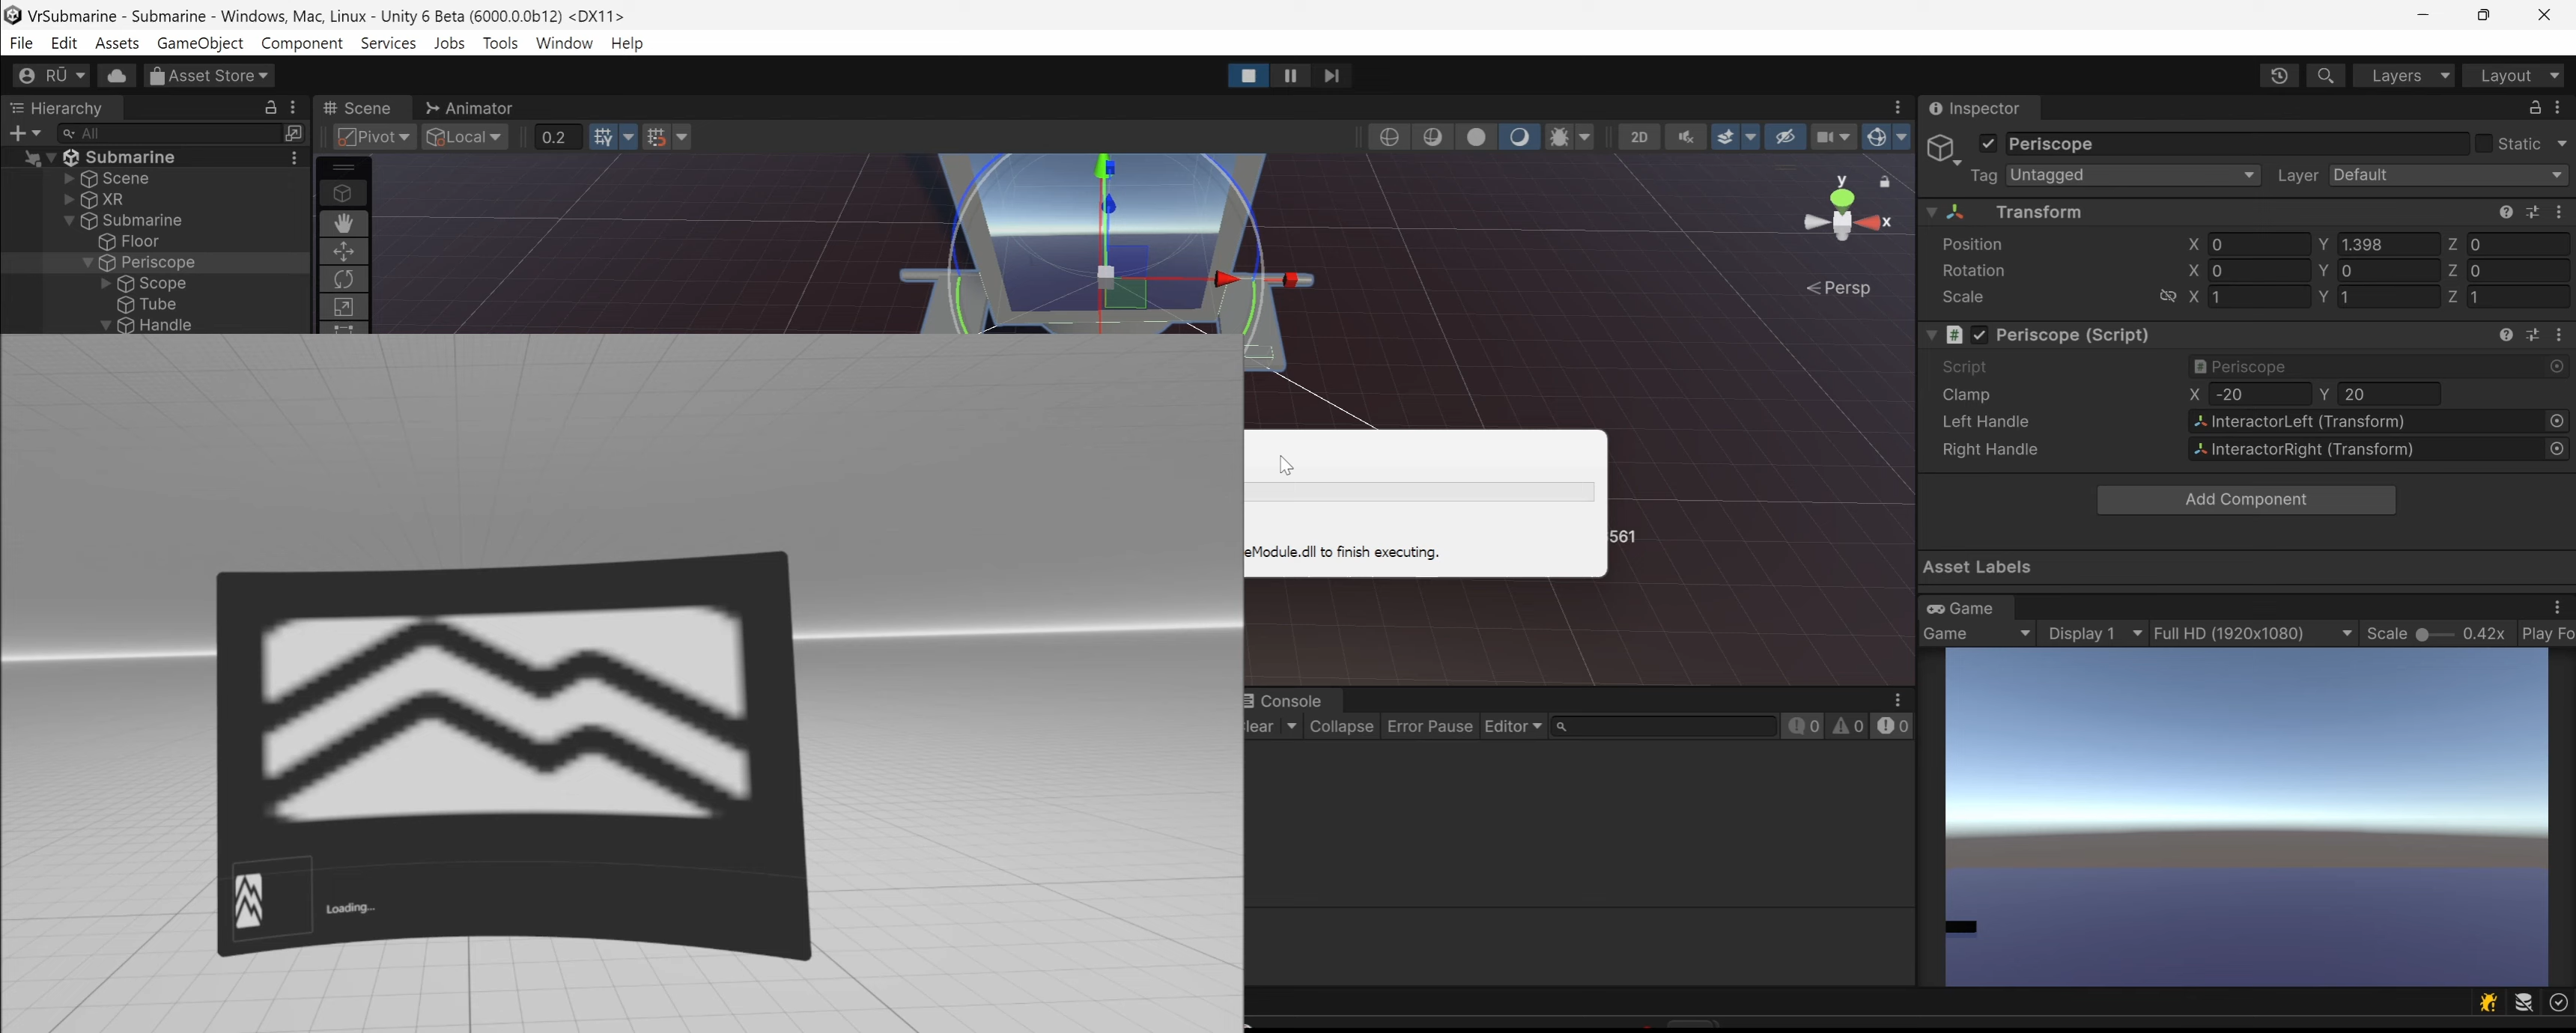 VrSubmarine - Submarine - Windows, Mac, Linux - Unity 6 Beta (6000.0.0b12) <DX11>
File Edit Assets GameObject Component Services Jobs Tools Window Help
RŪ Asset Store Layers Layout
Hierarchy
All
Submarine
Scene
XR
Submarine
Floor
Periscope
Scope
Tube
Handle
Scene Animator
Pivot Local 0.2 2D
y
x
Persp
eModule.dll to finish executing.
561
Loading...
Console
lear Collapse Error Pause Editor 0 0 0
Inspector
Periscope Static
Tag Untagged Layer Default
Transform
Position X 0 Y 1.398 Z 0
Rotation X 0 Y 0 Z 0
Scale X 1 Y 1 Z 1
Periscope (Script)
Script Periscope
Clamp X -20 Y 20
Left Handle InteractorLeft (Transform)
Right Handle InteractorRight (Transform)
Add Component
Asset Labels
Game
Game Display 1 Full HD (1920x1080) Scale 0.42x Play Fo